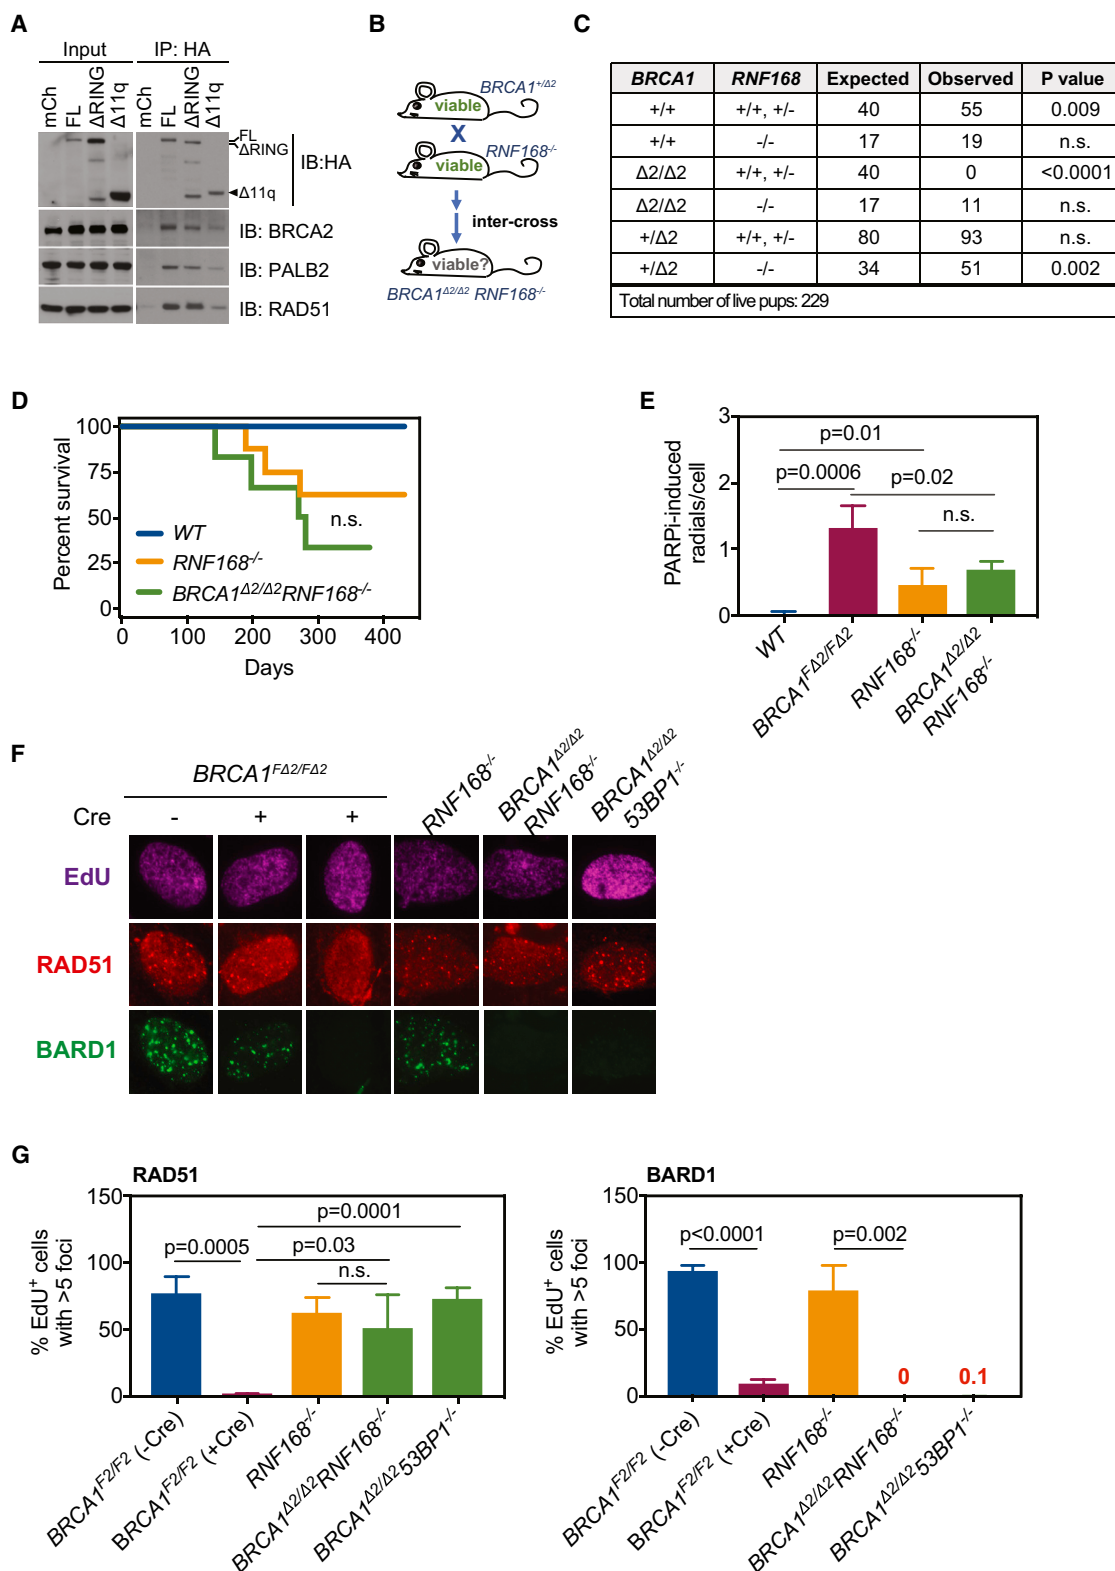 A
Input
IP: HA
mCh
FL
ΔRING
Δ11q
mCh
FL
ΔRING
Δ11q
FL
ΔRING
Δ11q
IB:HA
IB: BRCA2
IB: PALB2
IB: RAD51
B
BRCA1+/Δ2
viable
X
RNF168-/-
viable
inter-cross
viable?
BRCA1Δ2/Δ2 RNF168-/-
C
BRCA1 RNF168 Expected Observed P value
+/+ +/+, +/- 40 55 0.009
+/+ -/- 17 19 n.s.
Δ2/Δ2 +/+, +/- 40 0 <0.0001
Δ2/Δ2 -/- 17 11 n.s.
+/Δ2 +/+, +/- 80 93 n.s.
+/Δ2 -/- 34 51 0.002
Total number of live pups: 229
D
Percent survival
100
75
50
25
0
n.s.
WT
RNF168-/-
BRCA1Δ2/Δ2RNF168-/-
0 100 200 300 400
Days
E
PARPi-induced
radials/cell
3
2
1
0
p=0.01
p=0.0006
p=0.02
n.s.
WT
BRCA1FΔ2/FΔ2
RNF168-/-
BRCA1Δ2/Δ2
RNF168-/-
F
BRCA1FΔ2/FΔ2
Cre - + +
RNF168-/-
BRCA1Δ2/Δ2
RNF168-/-
BRCA1Δ2/Δ2
53BP1-/-
EdU
RAD51
BARD1
G
RAD51
% EdU+ cells
with >5 foci
150
100
50
0
p=0.0001
p=0.0005
p=0.03
n.s.
BRCA1F2/F2 (-Cre)
BRCA1F2/F2 (+Cre)
RNF168-/-
BRCA1Δ2/Δ2RNF168-/-
BRCA1Δ2/Δ253BP1-/-
BARD1
% EdU+ cells
with >5 foci
150
100
50
0
p<0.0001
p=0.002
0
0.1
BRCA1F2/F2 (-Cre)
BRCA1F2/F2 (+Cre)
RNF168-/-
BRCA1Δ2/Δ2RNF168-/-
BRCA1Δ2/Δ253BP1-/-